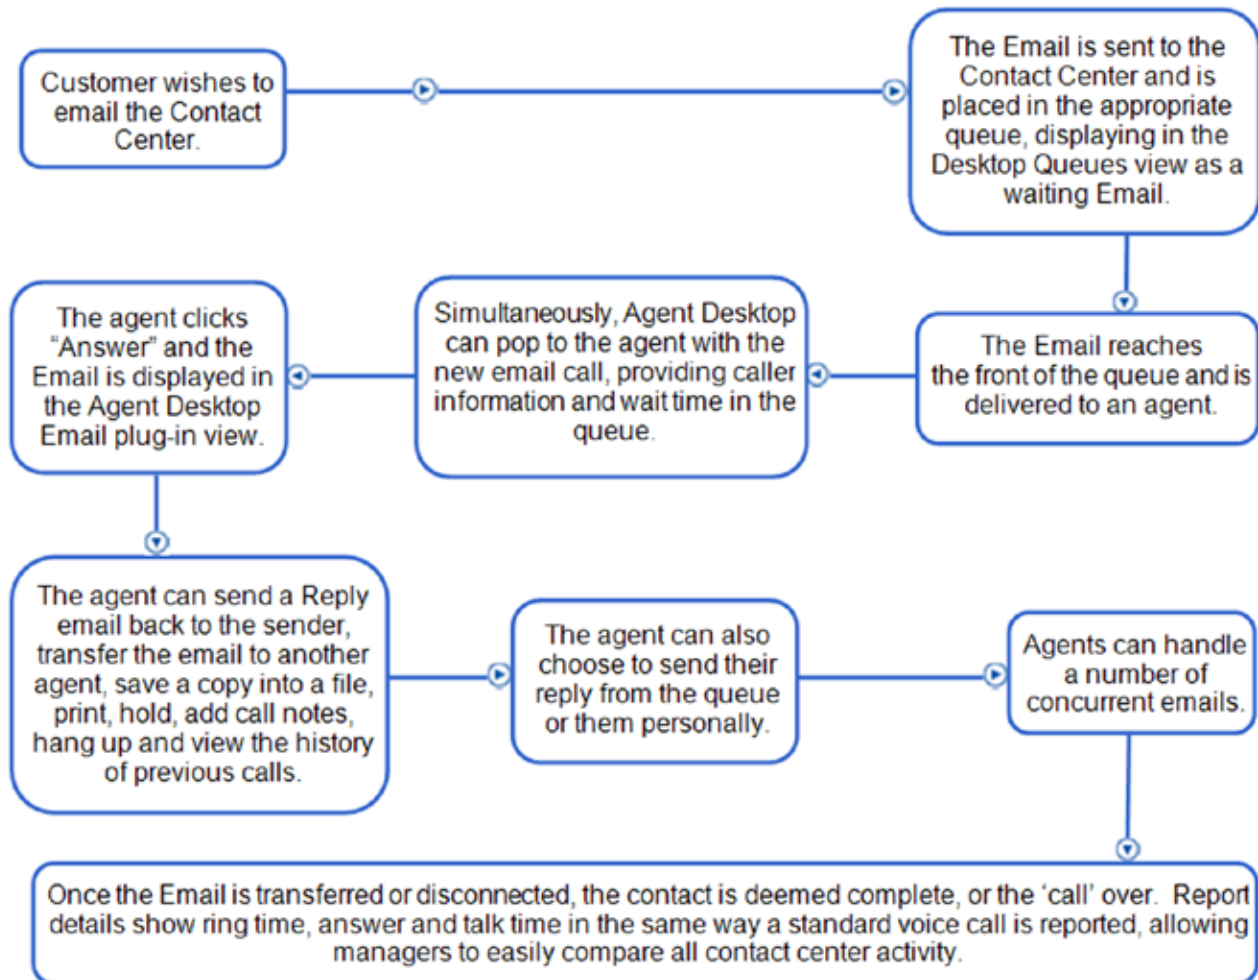 Customer wishes to
email the Contact
Center.
The Email is sent to the
Contact Center and is
placed in the appropriate
queue, displaying in the
Desktop Queues view as a
waiting Email.
The Email reaches
the front of the queue and is
delivered to an agent.
Simultaneously, Agent Desktop
can pop to the agent with the
new email call, providing caller
information and wait time in the
queue.
The agent clicks
“Answer” and the
Email is displayed in
the Agent Desktop
Email plug-in view.
The agent can send a Reply
email back to the sender,
transfer the email to another
agent, save a copy into a file,
print, hold, add call notes,
hang up and view the history
of previous calls.
The agent can also
choose to send their
reply from the queue
or them personally.
Agents can handle
a number of
concurrent emails.
Once the Email is transferred or disconnected, the contact is deemed complete, or the ‘call’ over.  Report
details show ring time, answer and talk time in the same way a standard voice call is reported, allowing
managers to easily compare all contact center activity.